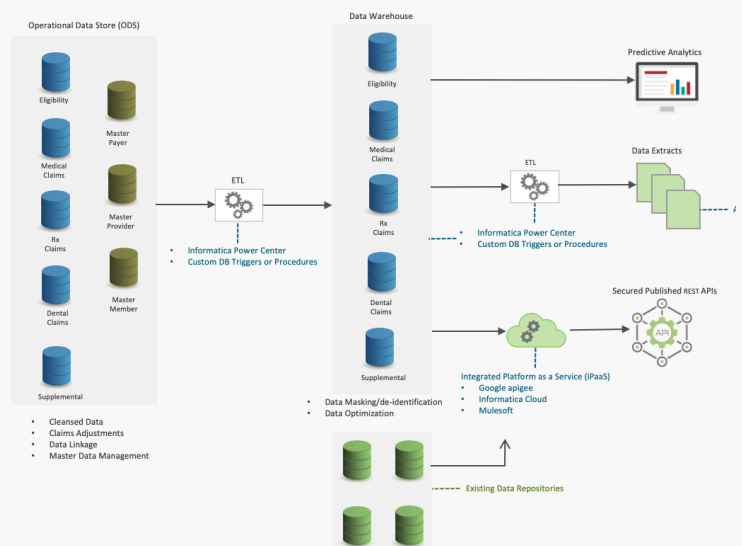 Operational Data Store (ODS)
Eligibility
Medical
Claims
Rx
Claims
Dental
Claims
Supplemental
Master
Payer
Master
Provider
Master
Member
• Cleansed Data
• Claims Adjustments
• Data Linkage
• Master Data Management
ETL
• Informatica Power Center
• Custom DB Triggers or Procedures
Data Warehouse
Eligibility
Medical
Claims
Rx
Claims
Dental
Claims
Supplemental
• Data Masking/de-identification
• Data Optimization
Existing Data Repositories
Predictive Analytics
ETL
• Informatica Power Center
• Custom DB Triggers or Procedures
Data Extracts
Integrated Platform as a Service (iPaaS)
• Google apigee
• Informatica Cloud
• Mulesoft
Secured Published REST APIs
API